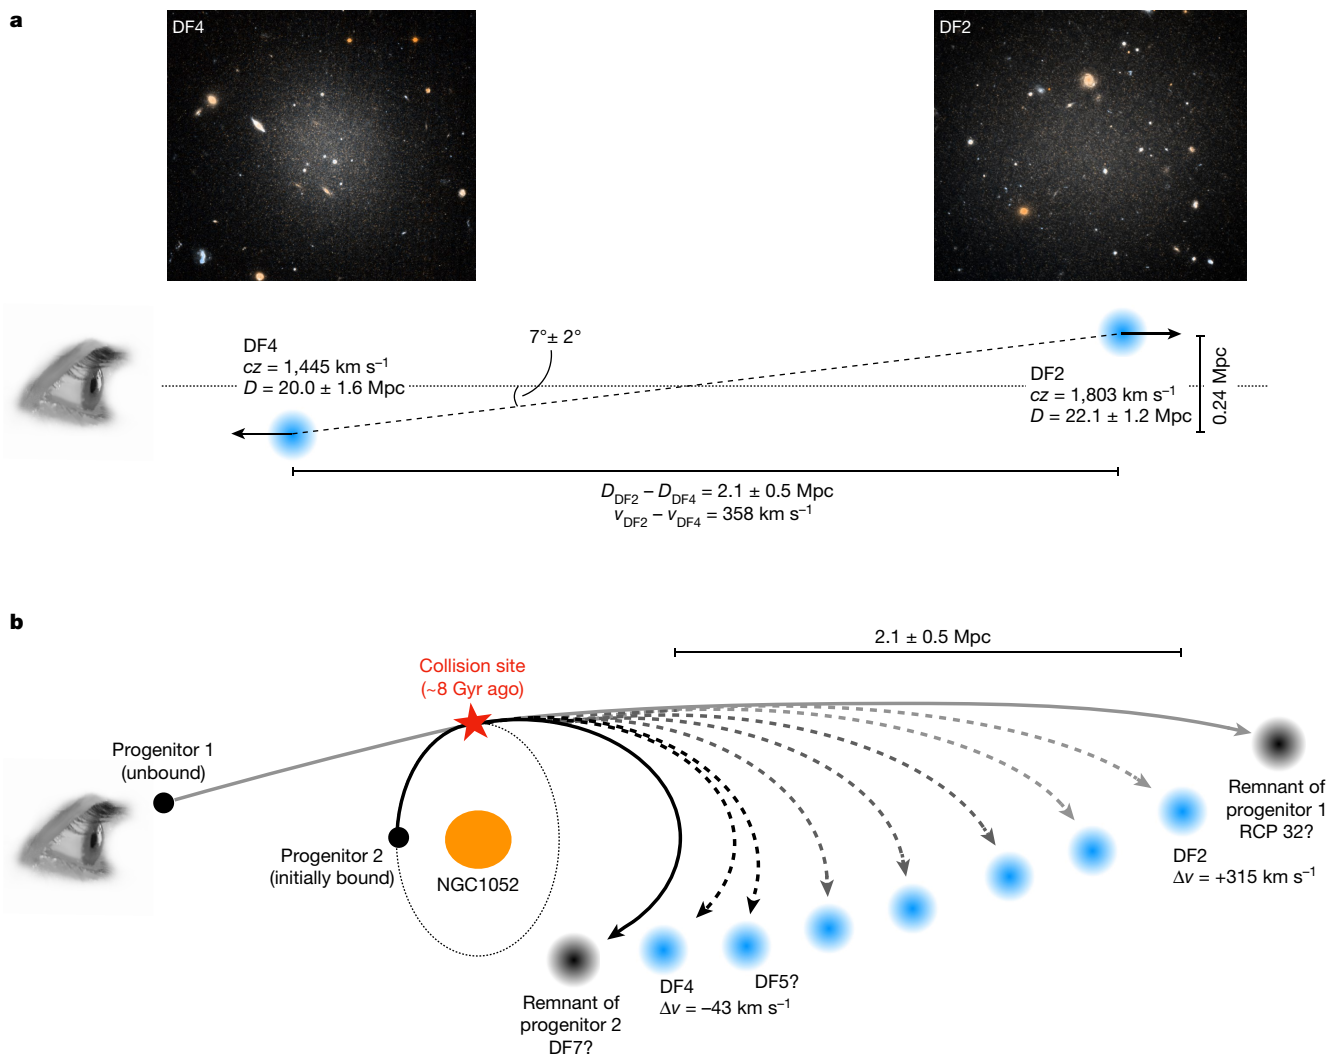 a
DF4
DF2
7°± 2°
DF4
cz = 1,445 km s⁻¹
D = 20.0 ± 1.6 Mpc
DF2
cz = 1,803 km s⁻¹
D = 22.1 ± 1.2 Mpc
0.24 Mpc
D_DF2 – D_DF4 = 2.1 ± 0.5 Mpc
v_DF2 – v_DF4 = 358 km s⁻¹
b
2.1 ± 0.5 Mpc
Collision site
(~8 Gyr ago)
Progenitor 1
(unbound)
Progenitor 2
(initially bound)
NGC1052
Remnant of
progenitor 1
RCP 32?
DF2
Δv = +315 km s⁻¹
DF4
Δv = –43 km s⁻¹
DF5?
Remnant of
progenitor 2
DF7?